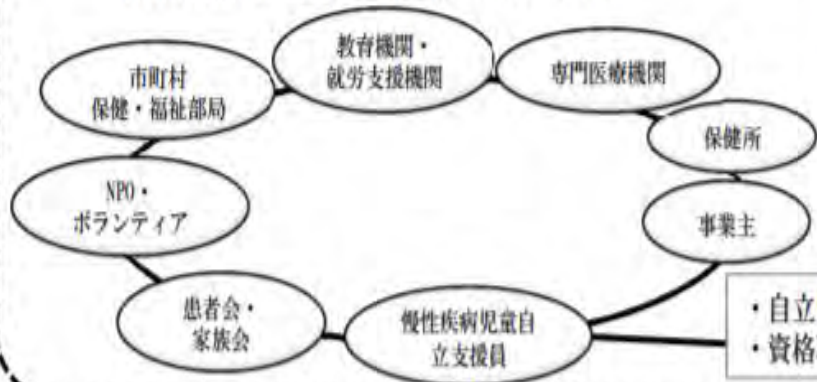 教育機関・
就労支援機関
市町村
保健・福祉部局
専門医療機関
保健所
NPO・
ボランティア
事業主
患者会・
家族会
慢性疾病児童自
立支援員
・自立
・資格